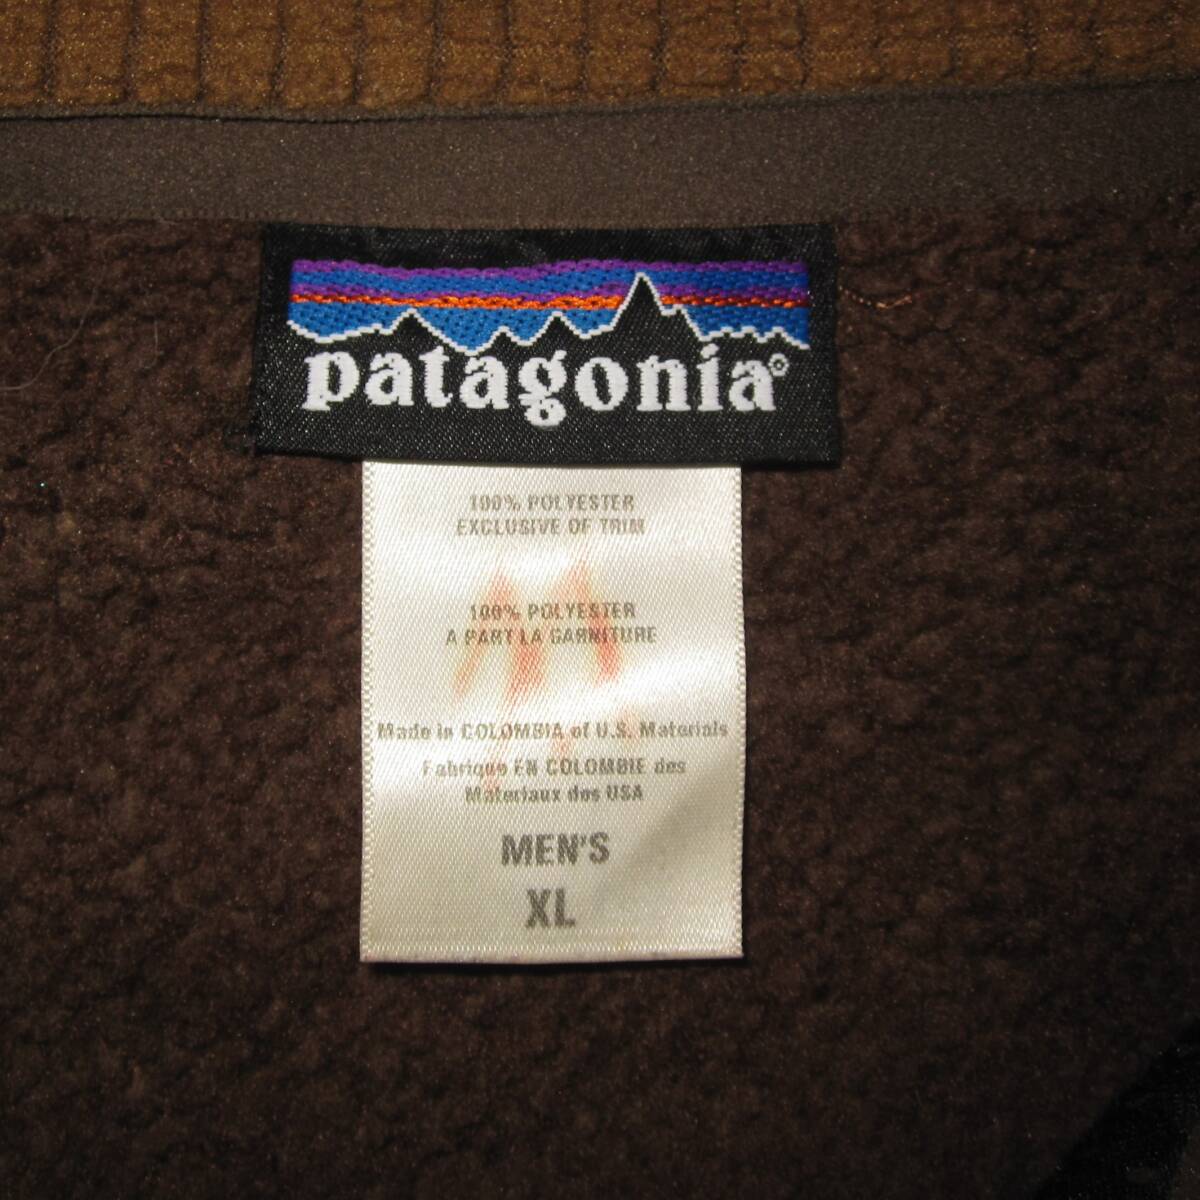 patagonia®
100% POLYESTER
EXCLUSIVE OF TRIM
100% POLYESTER
A PART LA GARNITURE
Made in COLOMBIA of U.S. Materials
Fabrique EN COLOMBIE des
Materiaux des USA
MEN'S
XL